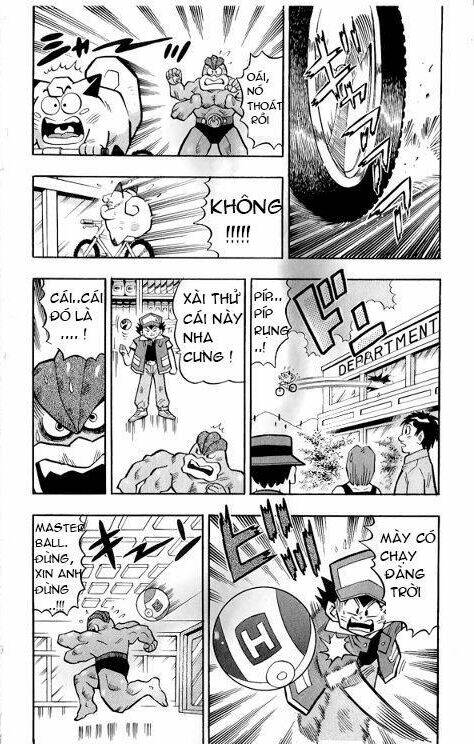 OÁI,
NÓ
THOÁT
RỒI
KHÔNG
!!!!!
PÍP..
PÍP
RUNG
..!
DEPARTMENT
XÀI THỬ
CÁI NÀY
NHA
CƯNG !
CÁI..CÁI
ĐÓ LÀ
.... !
MÀY CÓ
CHẠY
ĐẰNG
TRỜI
H
MASTER
BALL.
ĐỪNG,
XIN ANH
ĐỪNG
..!!!